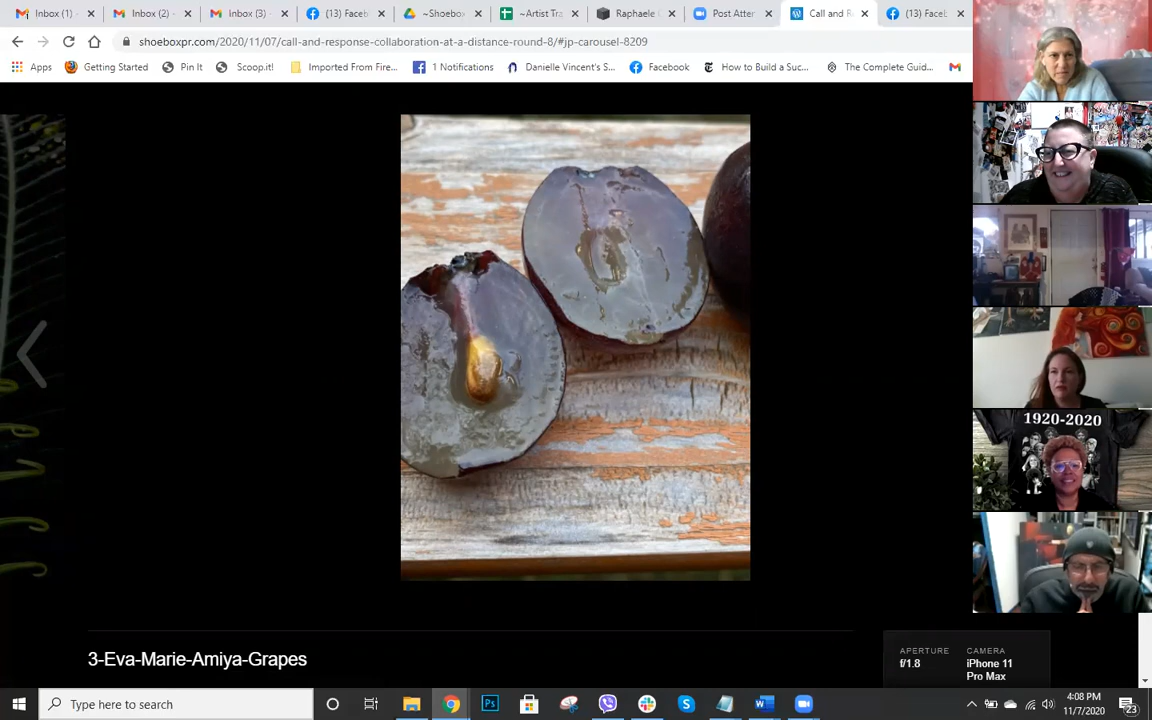 Inbox (1) -
Inbox (2) -
Inbox (3) -
(13) Faceb
~Shoebox
~Artist Tra
Raphaele
Post Atten
Call and R
(13) Faceb
shoeboxpr.com/2020/11/07/call-and-response-collaboration-at-a-distance-round-8/#jp-carousel-8209
Apps
Getting Started
Pin It
Scoop.it!
Imported From Fire...
1 Notifications
Danielle Vincent's S...
Facebook
How to Build a Suc...
The Complete Guide...
1920-2020
3-Eva-Marie-Amiya-Grapes
APERTURE
f/1.8
CAMERA
iPhone 11
Pro Max
Type here to search
Ps
4:08 PM
11/7/2020
23